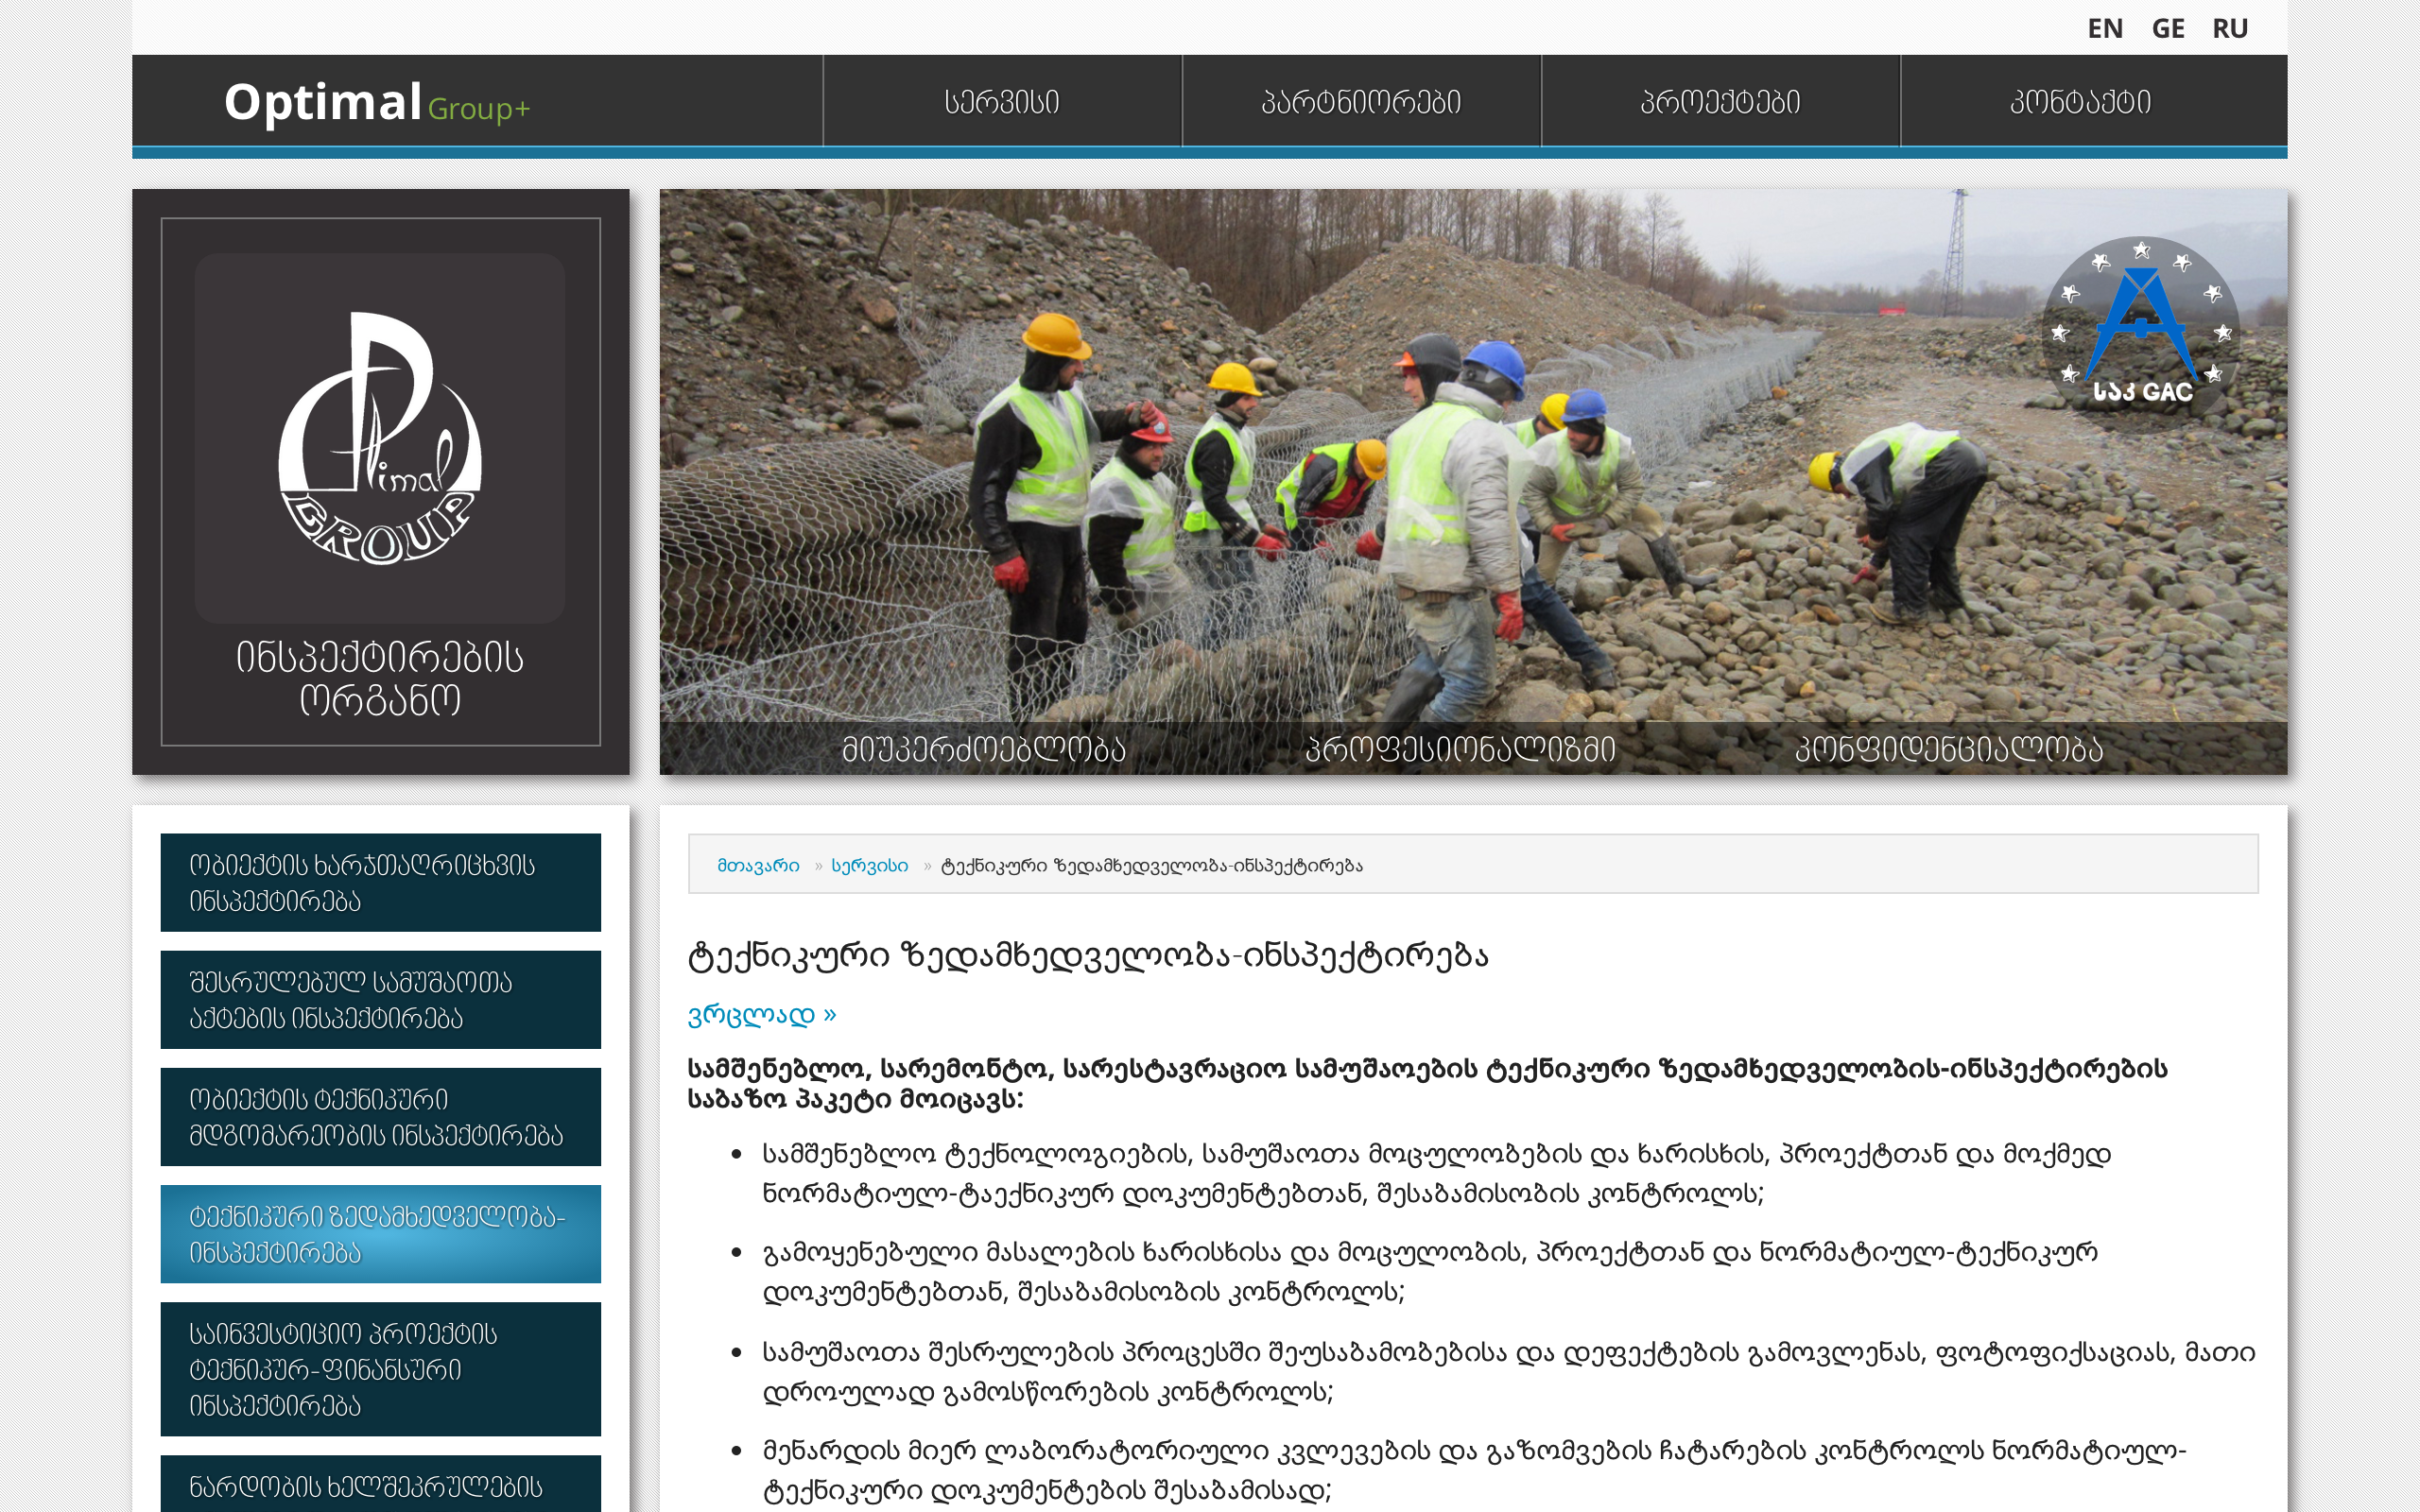 EN GE RU
Optimal Group+
სერვისი
პარტნიორები
პროექტები
კონტაქტი
Optimal
GROUP
ინსპექტირების
ორგანო
საკ GAC
მიუკერძოებლობა
პროფესიონალიზმი
კონფიდენციალობა
ობიექტის ხარჯთაღრიცხვის
ინსპექტირება
შესრულებულ სამუშაოთა
აქტების ინსპექტირება
ობიექტის ტექნიკური
მდგომარეობის ინსპექტირება
ტექნიკური ზედამხედველობა-
ინსპექტირება
საინვესტიციო პროექტის
ტექნიკურ-ფინანსური
ინსპექტირება
ნარდობის ხელშეკრულების
მთავარი » სერვისი » ტექნიკური ზედამხედველობა-ინსპექტირება
ტექნიკური ზედამხედველობა-ინსპექტირება
ვრცლად »
სამშენებლო, სარემონტო, სარესტავრაციო სამუშაოების ტექნიკური ზედამხედველობის-ინსპექტირების
საბაზო პაკეტი მოიცავს:
• სამშენებლო ტექნოლოგიების, სამუშაოთა მოცულობების და ხარისხის, პროექტთან და მოქმედ
ნორმატიულ-ტაექნიკურ დოკუმენტებთან, შესაბამისობის კონტროლს;
• გამოყენებული მასალების ხარისხისა და მოცულობის, პროექტთან და ნორმატიულ-ტექნიკურ
დოკუმენტებთან, შესაბამისობის კონტროლს;
• სამუშაოთა შესრულების პროცესში შეუსაბამობებისა და დეფექტების გამოვლენას, ფოტოფიქსაციას, მათი
დროულად გამოსწორების კონტროლს;
• მენარდის მიერ ლაბორატორიული კვლევების და გაზომვების ჩატარების კონტროლს ნორმატიულ-
ტექნიკური დოკუმენტების შესაბამისად;